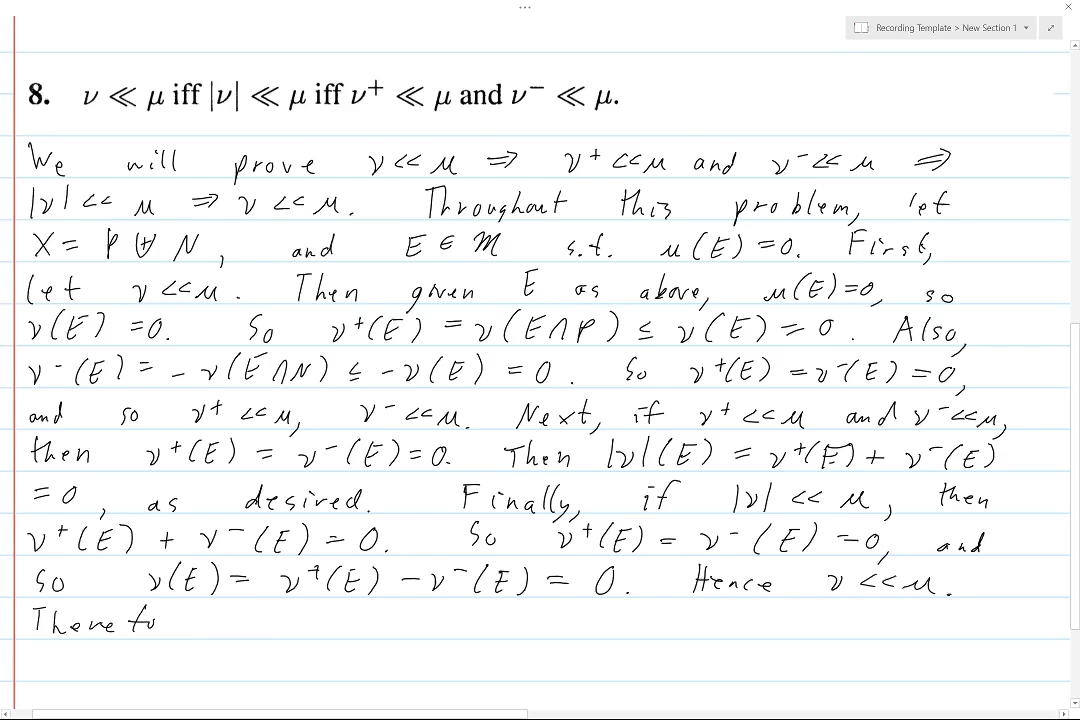 Recording Template > New Section 1
8. ν ≪ μ iff |ν| ≪ μ iff ν⁺ ≪ μ and ν⁻ ≪ μ.
We will prove ν << μ ⇒ ν⁺ << μ and ν⁻ << μ ⇒
|ν| << μ ⇒ ν << μ. Throughout this problem, let
X = P ⊎ N, and E ∈ M s.t. μ(E) = 0. First,
let ν << μ. Then given E as above, μ(E) = 0, so
ν(E) = 0. So ν⁺(E) = ν(E ∩ P) ≤ ν(E) = 0. Also,
ν⁻(E) = - ν(E ∩ N) ≤ - ν(E) = 0. So ν⁺(E) = ν⁻(E) = 0,
and so ν⁺ << μ, ν⁻ << μ. Next, if ν⁺ << μ and ν⁻ << μ,
then ν⁺(E) = ν⁻(E) = 0. Then |ν|(E) = ν⁺(E) + ν⁻(E)
= 0, as desired. Finally, if |ν| << μ, then
ν⁺(E) + ν⁻(E) = 0. So ν⁺(E) = ν⁻(E) = 0, and
so ν(E) = ν⁺(E) - ν⁻(E) = 0. Hence ν << μ.
Therefo